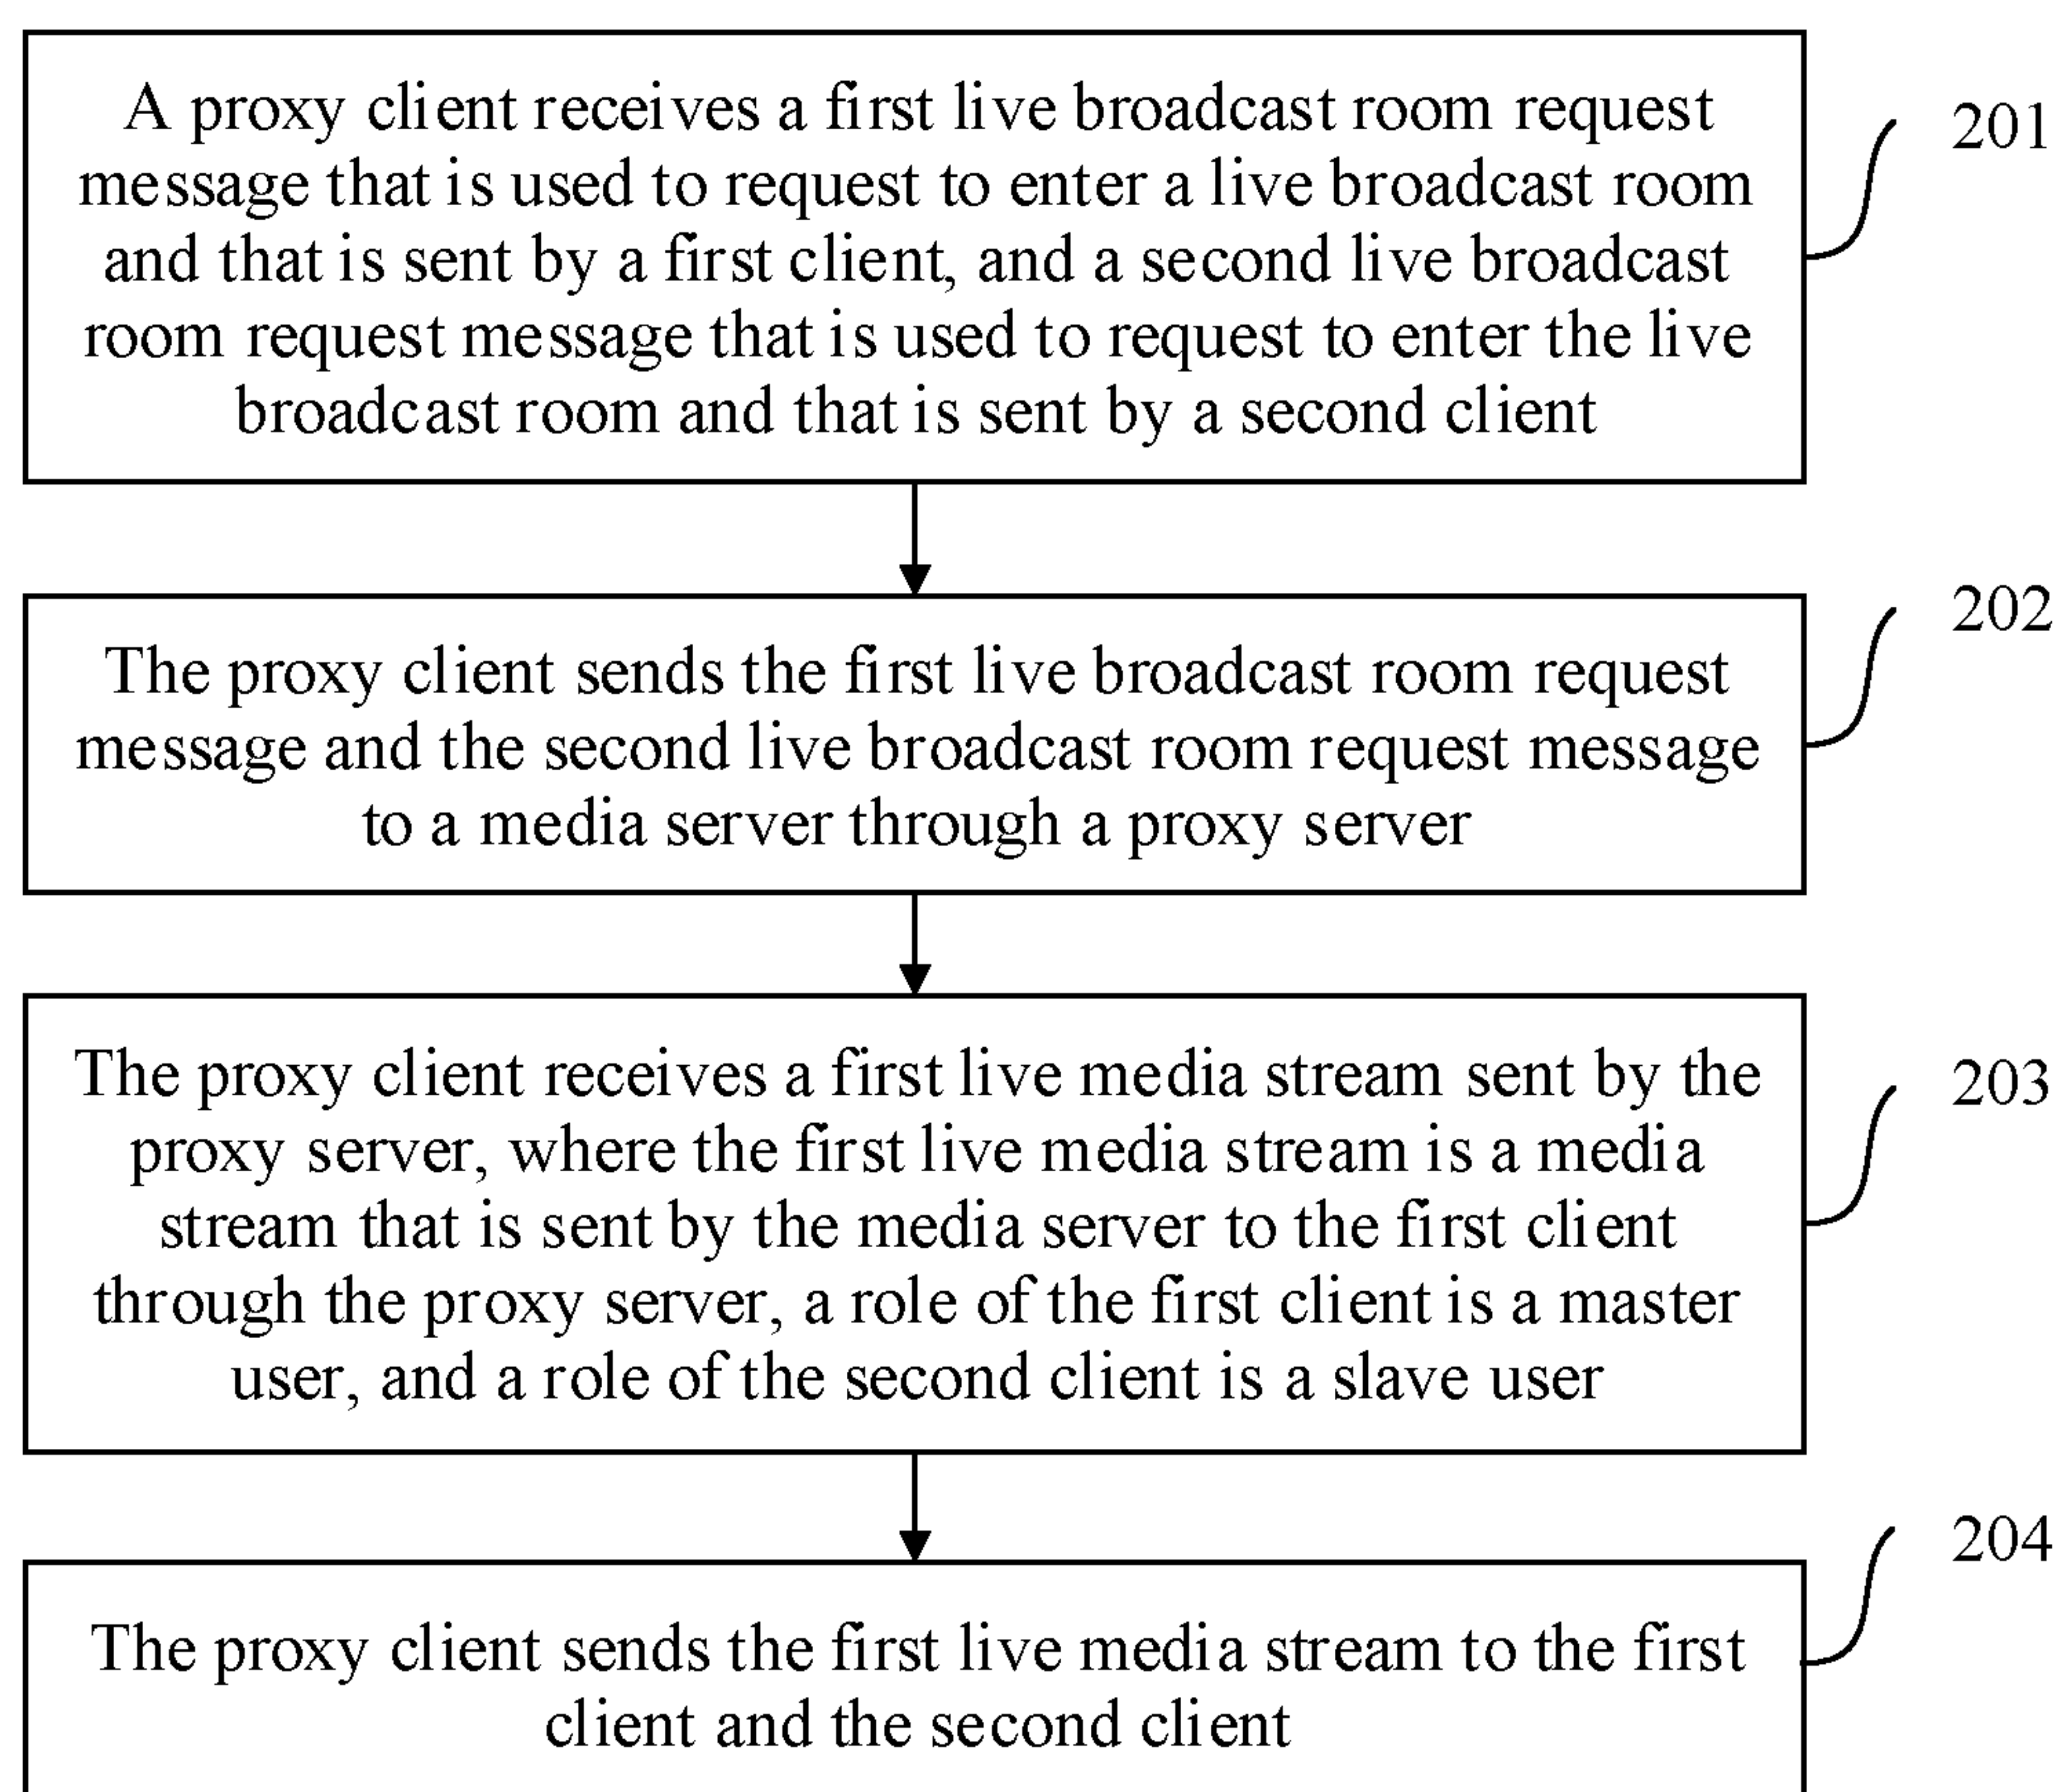 A proxy client receives a first live broadcast room request
message that is used to request to enter a live broadcast room
and that is sent by a first client, and a second live broadcast
room request message that is used to request to enter the live
broadcast room and that is sent by a second client
201
The proxy client sends the first live broadcast room request
message and the second live broadcast room request message
to a media server through a proxy server
202
The proxy client receives a first live media stream sent by the
proxy server, where the first live media stream is a media
stream that is sent by the media server to the first client
through the proxy server, a role of the first client is a master
user, and a role of the second client is a slave user
203
The proxy client sends the first live media stream to the first
client and the second client
204